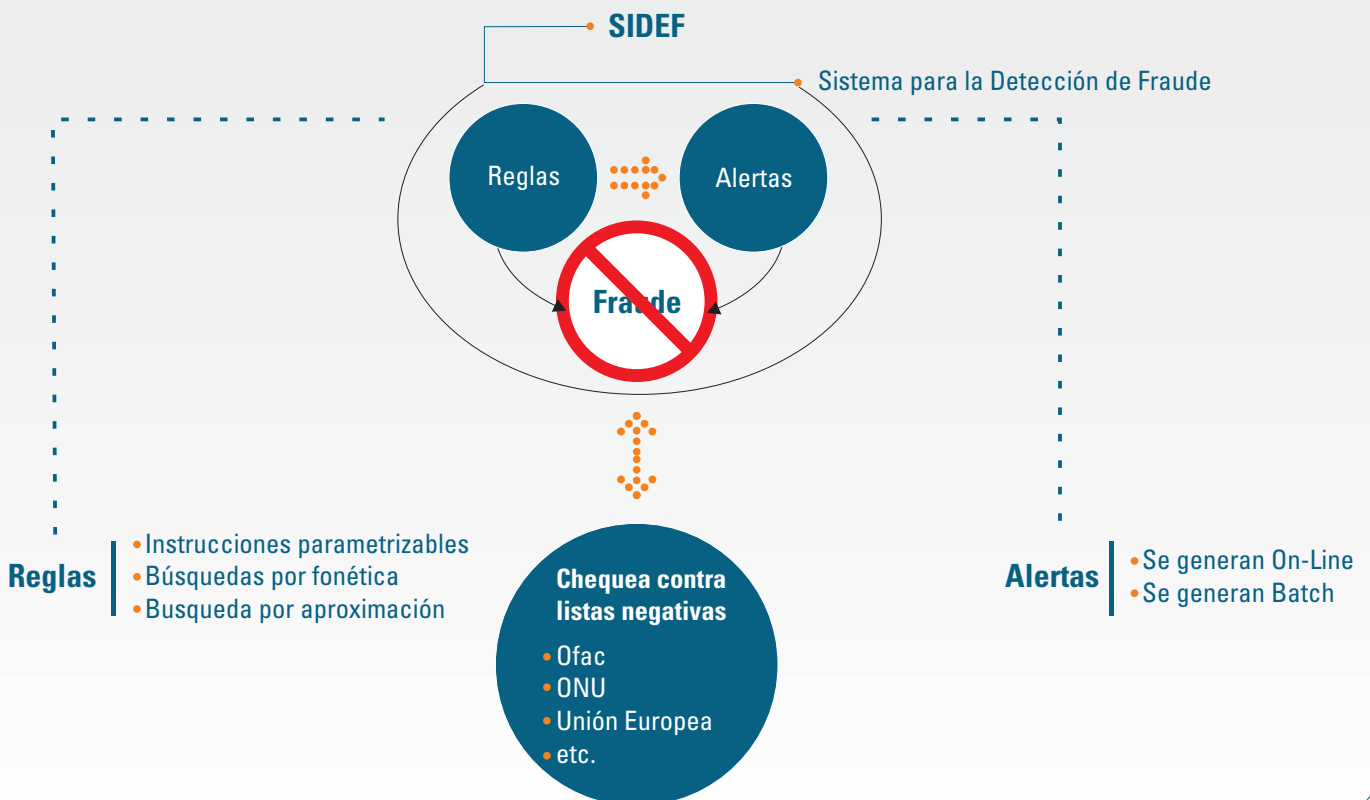 SIDEF
Sistema para la Detección de Fraude
Reglas
Alertas
Fraude
Reglas
•Instrucciones parametrizables
•Búsquedas por fonética
•Busqueda por aproximación
Chequea contra
listas negativas
•Ofac
•ONU
•Unión Europea
•etc.
Alertas
•Se generan On-Line
•Se generan Batch